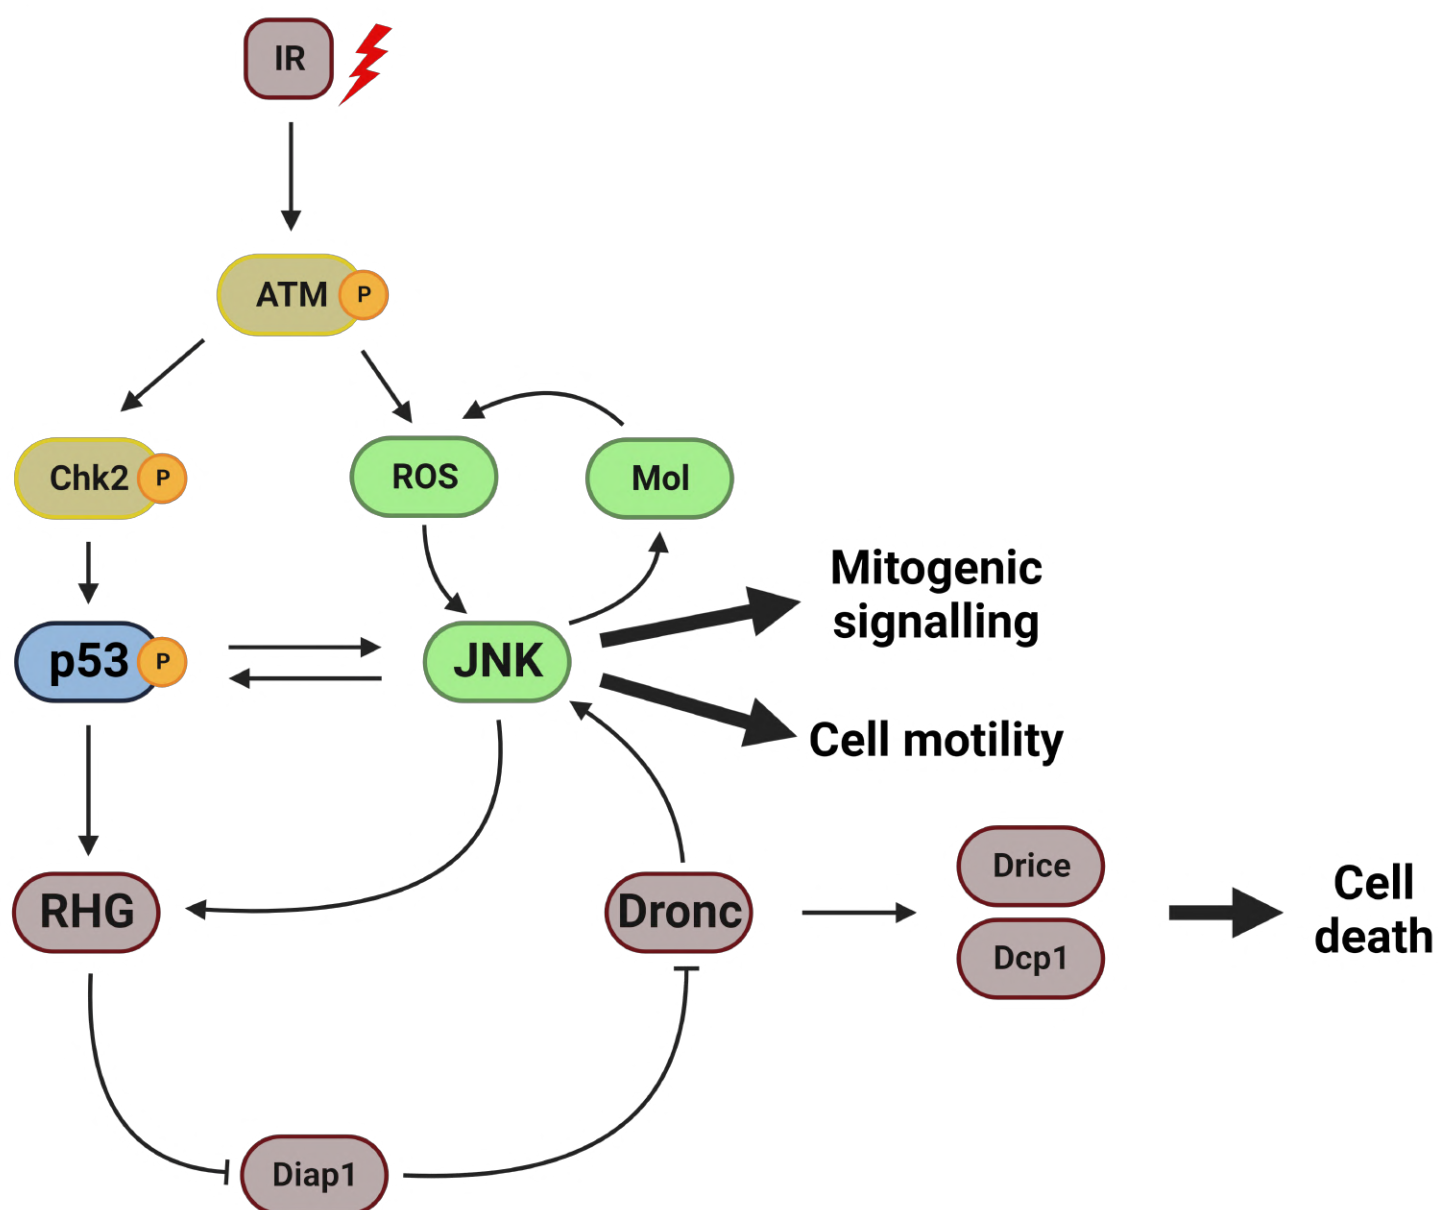 IR
ATM
P
Chk2
P
ROS
Mol
Mitogenic
signalling
p53
P
JNK
Cell motility
RHG
Dronc
Drice
Dcp1
Cell
death
Diap1